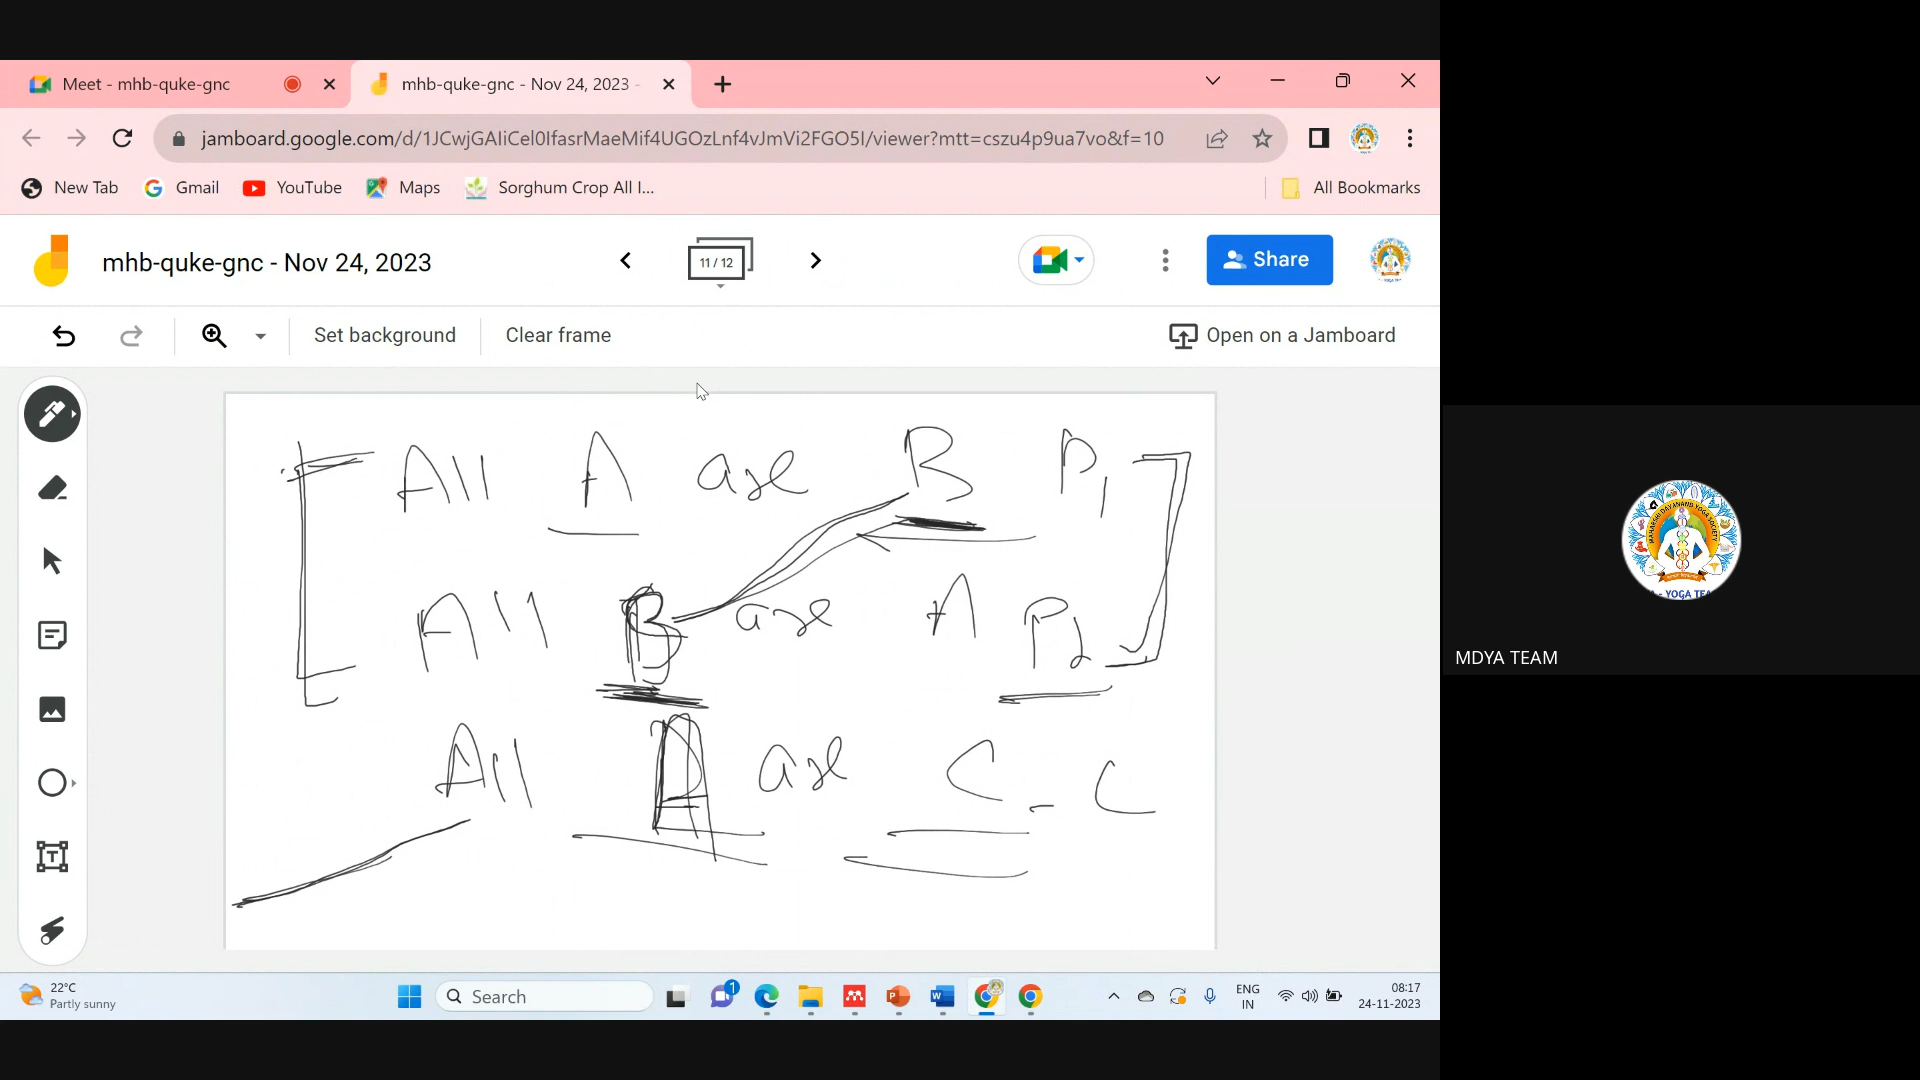 Meet - mhb-quke-gnc
mhb-quke-gnc - Nov 24, 2023 -
jamboard.google.com/d/1JCwjGAIiCel0IfasrMaeMif4UGOzLnf4vJmVi2FGO5I/viewer?mtt=cszu4p9ua7vo&f=10
New Tab Gmail YouTube Maps Sorghum Crop All I... All Bookmarks
mhb-quke-gnc - Nov 24, 2023
11 / 12
Share
Set background Clear frame Open on a Jamboard
All A are B P1
All B are A P2
All are C - C
MDYA TEAM
- YOGA TEA
22°C
Partly sunny
Search
1
ENG
IN
08:17
24-11-2023